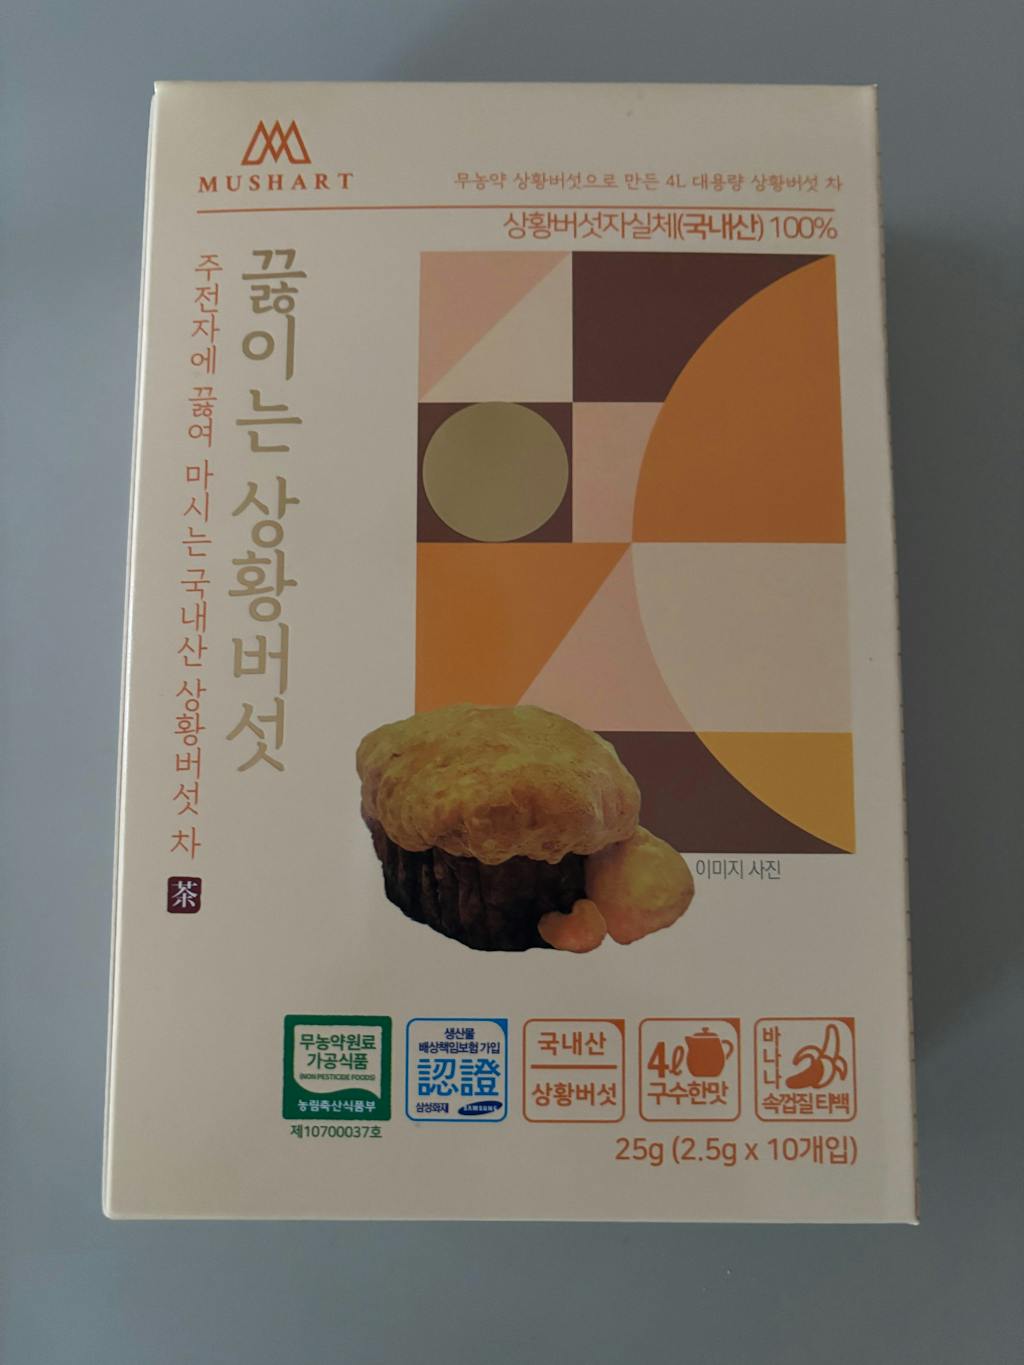 MUSHART
무농약 상황버섯으로 만든 4L 대용량 상황버섯 차
상황버섯자실체(국내산) 100%
끓이는 상황버섯
주전자에 끓여 마시는 국내산 상황버섯 차
茶
이미지 사진
무농약원료
가공식품
(NON PESTICIDE FOODS)
농림축산식품부
제10700037호
생산물
배상책임보험 가입
認證
삼성화재 SAMSUNG
국내산
상황버섯
4ℓ
구수한맛
바나나
속껍질 티백
25g (2.5g x 10개입)